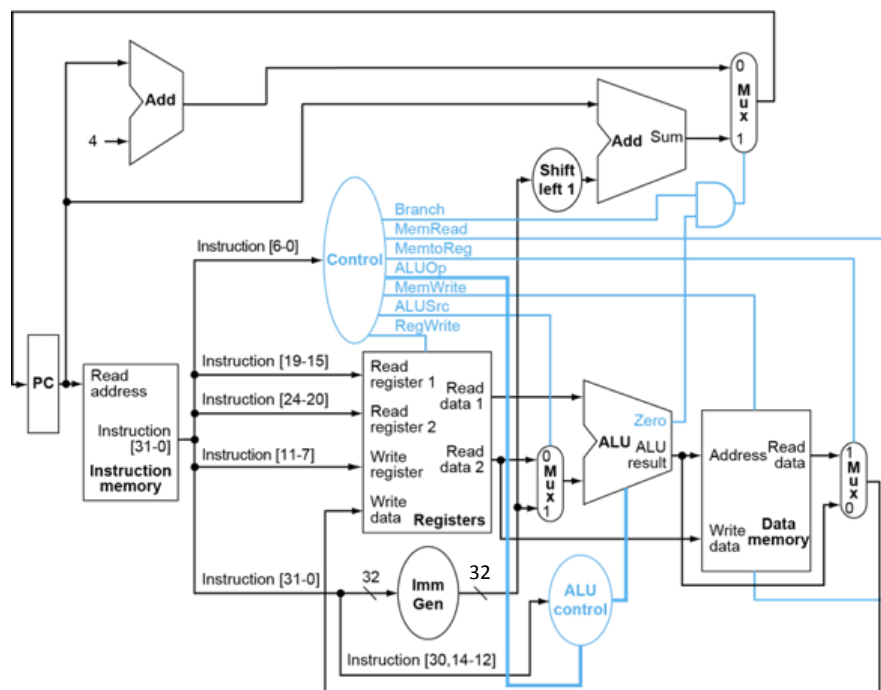 Add
4
0
Mux
1
Add Sum
Shift
left 1
Branch
MemRead
MemtoReg
ALUOp
MemWrite
ALUSrc
RegWrite
Control
Instruction [6-0]
PC
Read
address
Instruction
[31-0]
Instruction
memory
Instruction [19-15]
Instruction [24-20]
Instruction [11-7]
Read
register 1
Read
register 2
Write
register
Write
data
Read
data 1
Read
data 2
Registers
0
Mux
1
Zero
ALU
ALU
result
Address
Read
data
Write
data
Data
memory
1
Mux
0
Instruction [31-0]
32
Imm
Gen
32
ALU
control
Instruction [30,14-12]